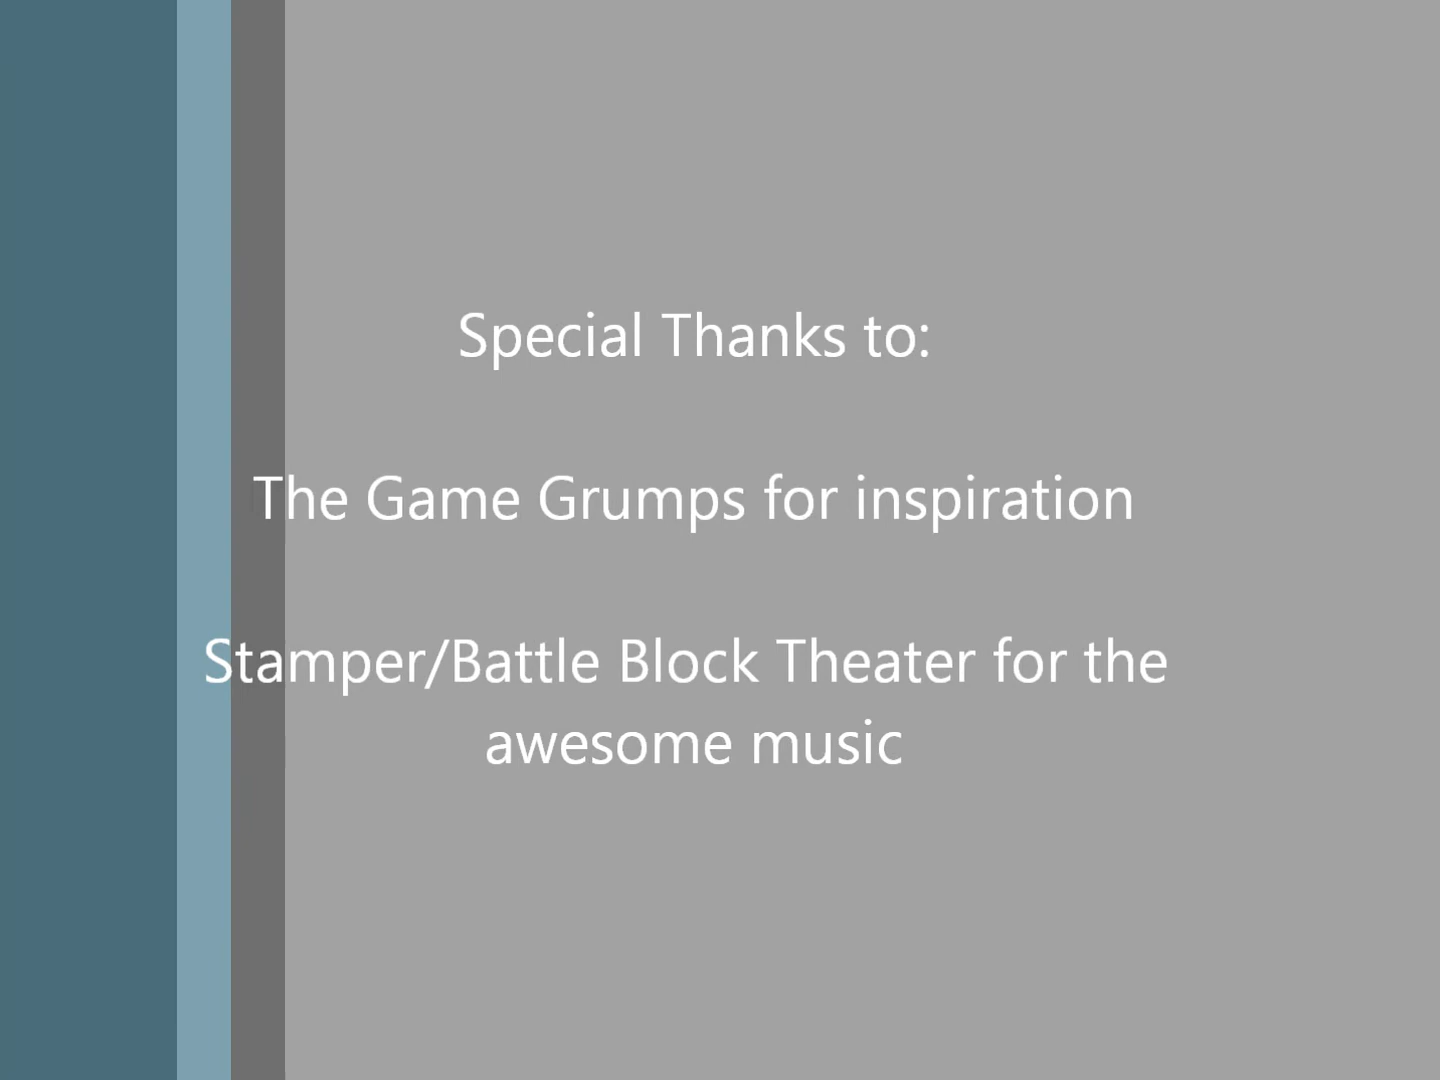 Special Thanks to:
The Game Grumps for inspiration
Stamper/Battle Block Theater for the
awesome music